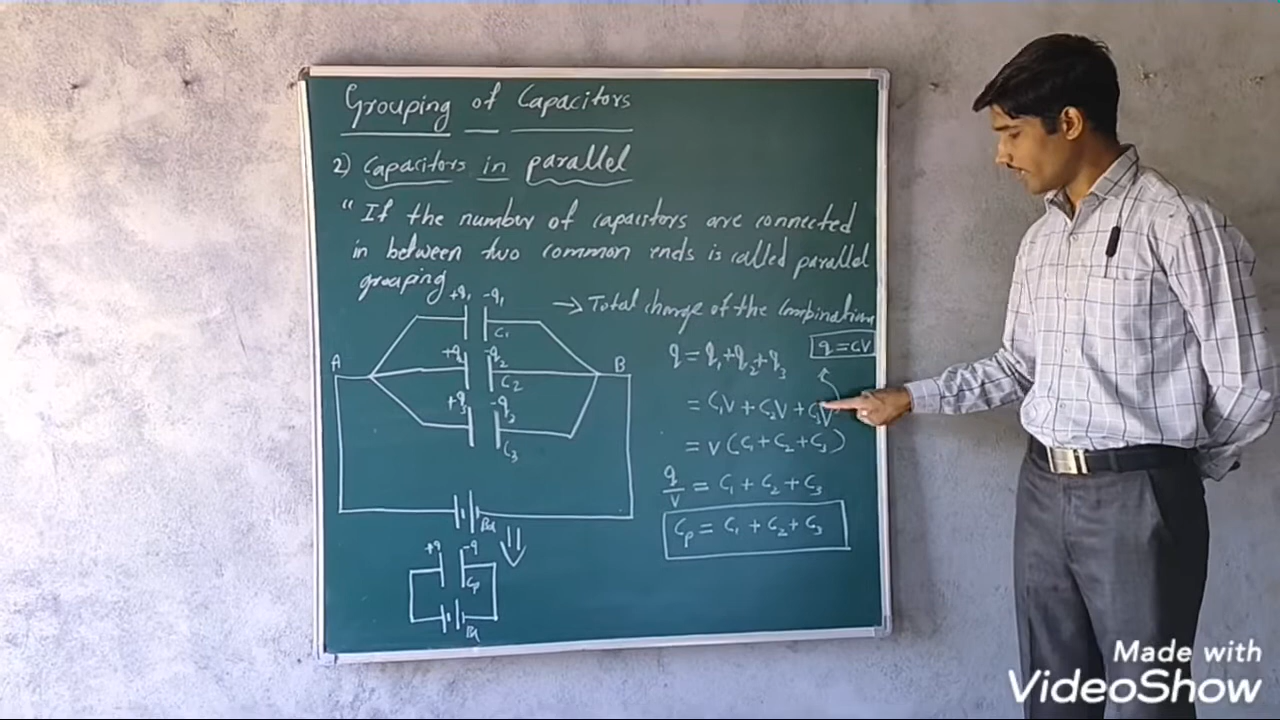 Grouping of Capacitors
2) Capacitors in parallel
"If the number of capacitors are connected
in between two common ends is called parallel
grouping
→ Total charge of the Combinations
+q₁ -q₁
C₁
+q₂ -q₂
C₂
+q₃ -q₃
C₃
A B
Ba
+q -q
Cp
Ba
q = q₁+q₂+q₃
q = CV
= C₁V + C₂V + C₃V
= V(C₁+C₂+C₃)
q/V = C₁ + C₂ + C₃
Cp = C₁ + C₂ + C₃
Made with
VideoShow